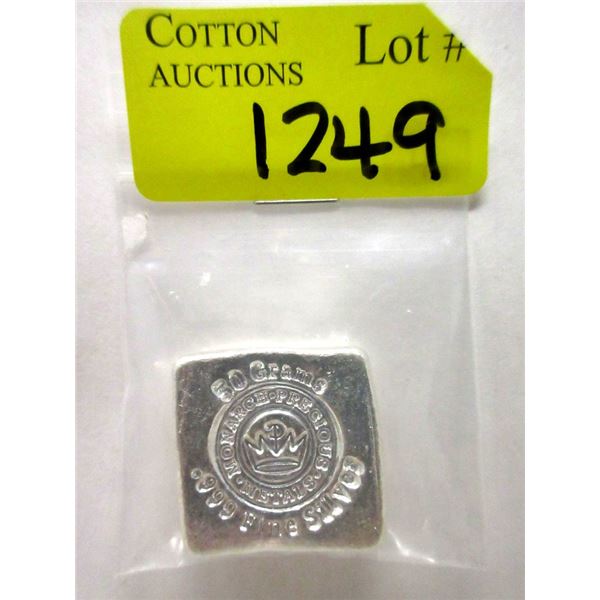 COTTON Lot #
AUCTIONS
1249
50 Grams
MONARCH · PRECIOUS · METALS ·
.999 Fine Silver